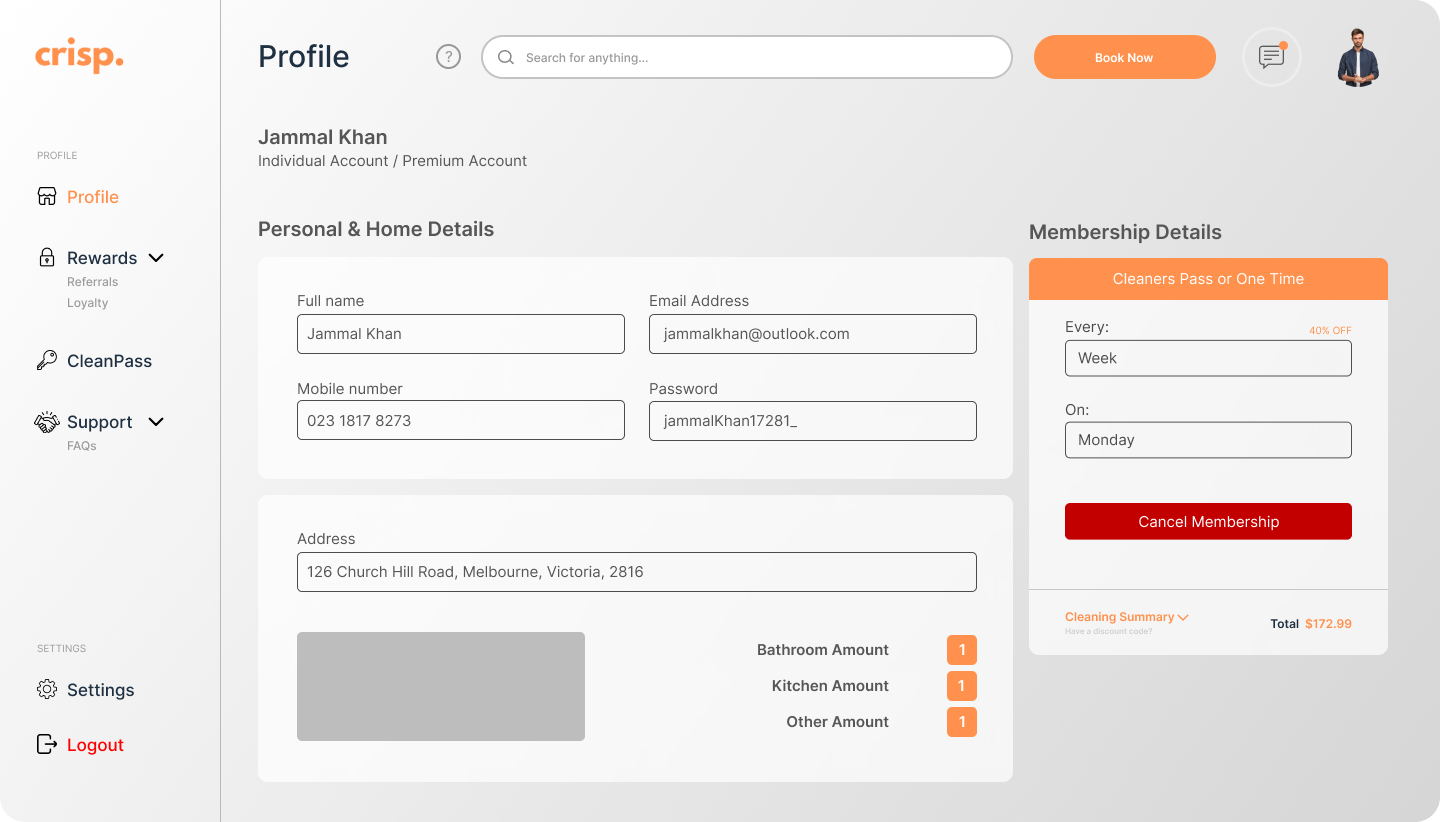 crisp.
PROFILE
Profile
Rewards
Referrals
Loyalty
CleanPass
Support
FAQs
SETTINGS
Settings
Logout
Profile
?
Search for anything...
Book Now
Jammal Khan
Individual Account / Premium Account
Personal & Home Details
Full name
Jammal Khan
Email Address
jammalkhan@outlook.com
Mobile number
023 1817 8273
Password
jammalKhan17281_
Address
126 Church Hill Road, Melbourne, Victoria, 2816
Bathroom Amount 1
Kitchen Amount 1
Other Amount 1
Membership Details
Cleaners Pass or One Time
Every: 40% OFF
Week
On:
Monday
Cancel Membership
Cleaning Summary
Have a discount code?
Total $172.99